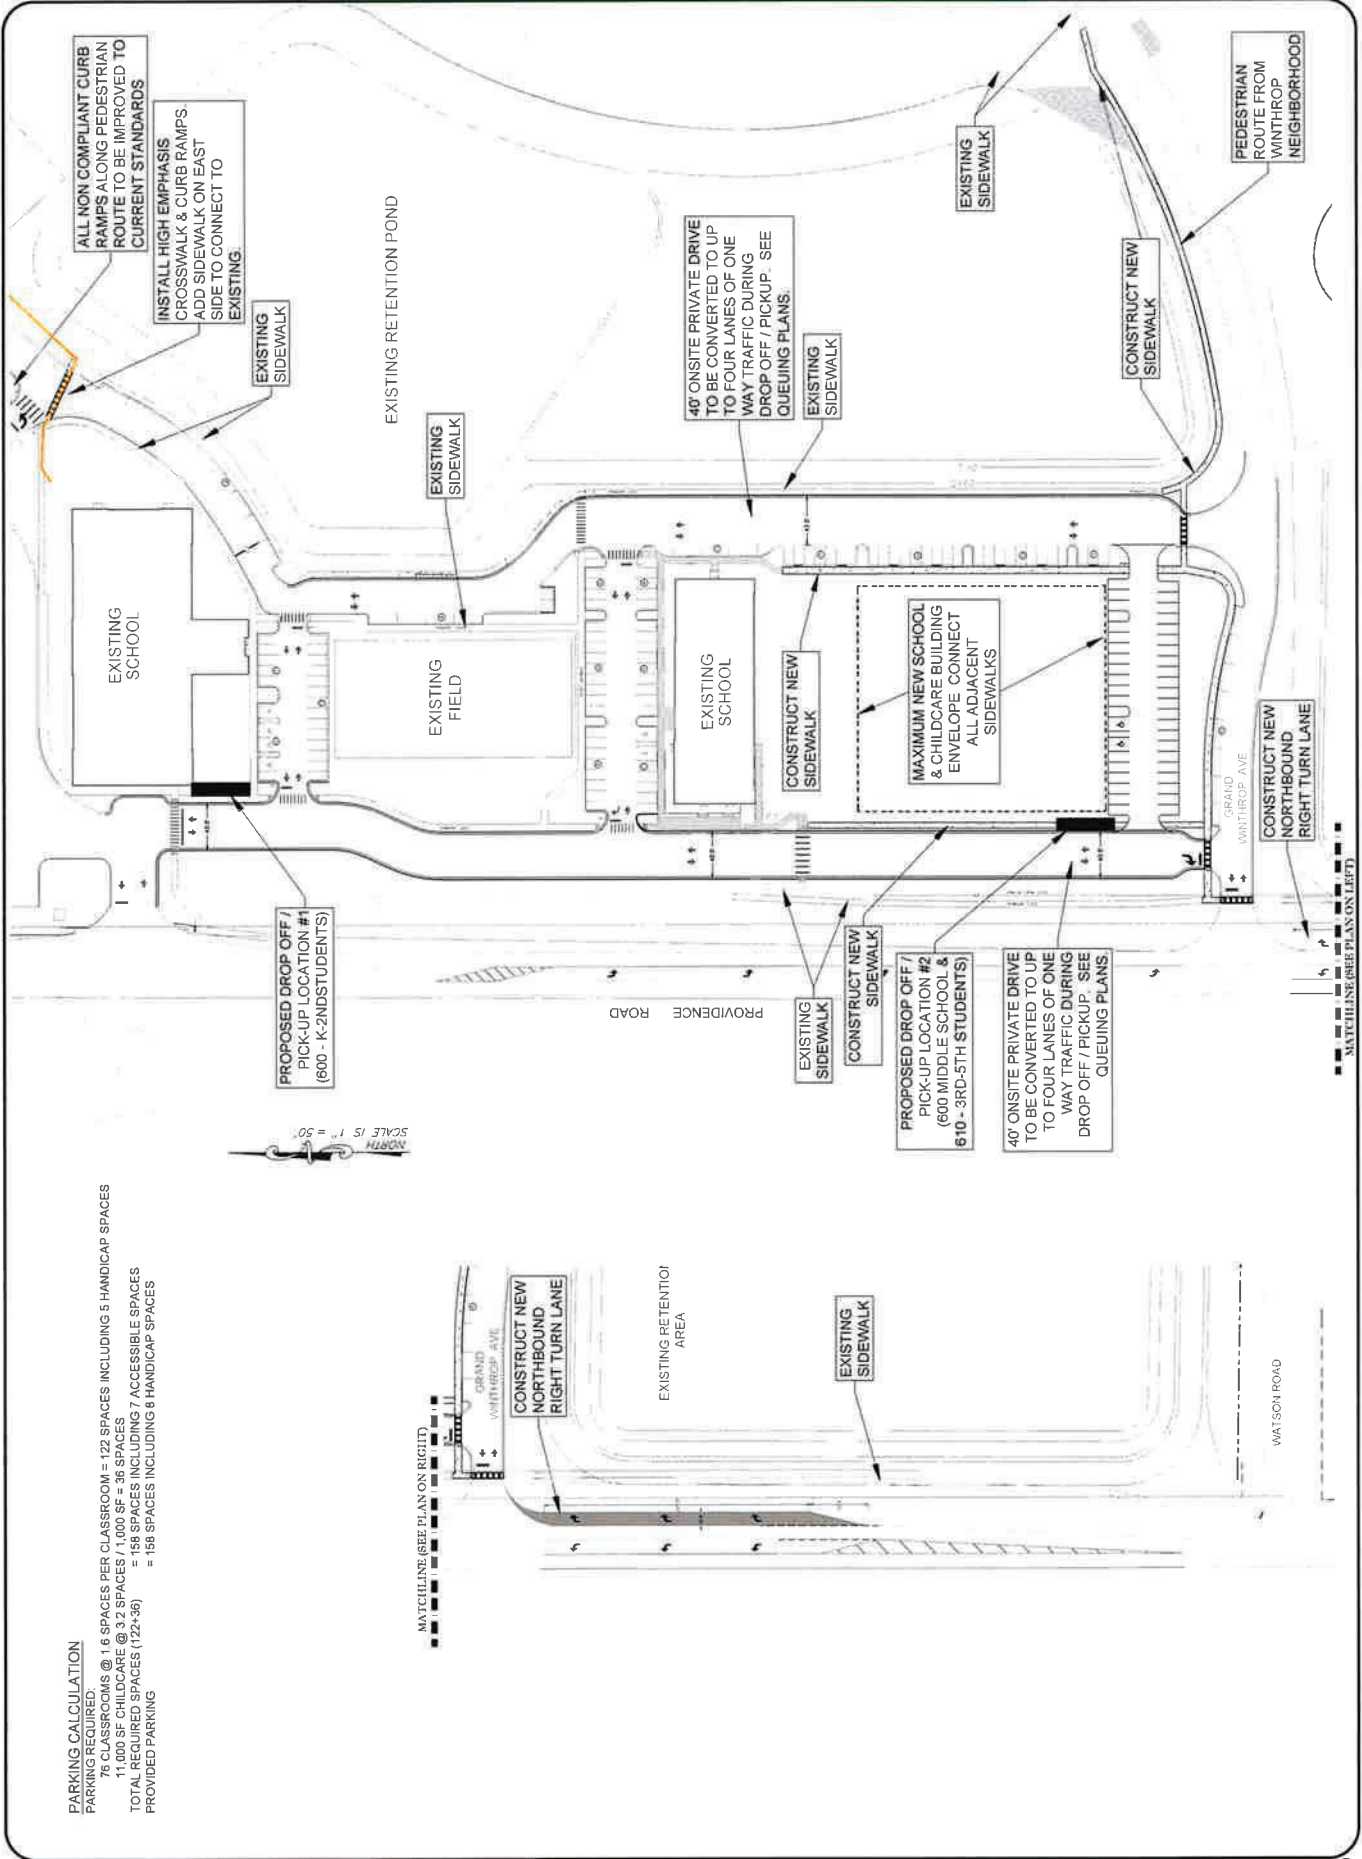 ALL NON COMPLIANT CURB
RAMPS ALONG PEDESTRIAN
ROUTE TO BE IMPROVED TO
CURRENT STANDARDS
INSTALL HIGH EMPHASIS
CROSSWALK & CURB RAMPS.
ADD SIDEWALK ON EAST
SIDE TO CONNECT TO
EXISTING.
EXISTING
SIDEWALK
EXISTING RETENTION POND
EXISTING
SIDEWALK
40' ONSITE PRIVATE DRIVE
TO BE CONVERTED TO UP
TO FOUR LANES OF ONE
WAY TRAFFIC DURING
DROP OFF / PICKUP. SEE
QUEUING PLANS.
EXISTING
SIDEWALK
EXISTING
SIDEWALK
PEDESTRIAN
ROUTE FROM
WINTHROP
NEIGHBORHOOD
CONSTRUCT NEW
SIDEWALK
EXISTING
SCHOOL
EXISTING
FIELD
EXISTING
SCHOOL
CONSTRUCT NEW
SIDEWALK
MAXIMUM NEW SCHOOL
& CHILDCARE BUILDING
ENVELOPE CONNECT
ALL ADJACENT
SIDEWALKS
GRAND
WINTHROP AVE
CONSTRUCT NEW
NORTHBOUND
RIGHT TURN LANE
MATCHLINE (SEE PLAN ON LEFT)
PROPOSED DROP OFF /
PICK-UP LOCATION #1
(600 - K-2NDSTUDENTS)
PROVIDENCE ROAD
EXISTING
SIDEWALK
CONSTRUCT NEW
SIDEWALK
PROPOSED DROP OFF /
PICK-UP LOCATION #2
(600 MIDDLE SCHOOL &
610 - 3RD-5TH STUDENTS)
40' ONSITE PRIVATE DRIVE
TO BE CONVERTED TO UP
TO FOUR LANES OF ONE
WAY TRAFFIC DURING
DROP OFF / PICKUP. SEE
QUEUING PLANS.
NORTH
SCALE IS 1" = 50'
PARKING CALCULATION
PARKING REQUIRED:
76 CLASSROOMS @ 1.6 SPACES PER CLASSROOM = 122 SPACES INCLUDING 5 HANDICAP SPACES
11,000 SF CHILDCARE @ 3.2 SPACES / 1,000 SF = 36 SPACES
TOTAL REQUIRED SPACES (122+36) = 158 SPACES INCLUDING 7 ACCESSIBLE SPACES
PROVIDED PARKING = 158 SPACES INCLUDING 8 HANDICAP SPACES
MATCHLINE (SEE PLAN ON RIGHT)
GRAND
WINTHROP AVE
CONSTRUCT NEW
NORTHBOUND
RIGHT TURN LANE
EXISTING RETENTION
AREA
EXISTING
SIDEWALK
WATSON ROAD